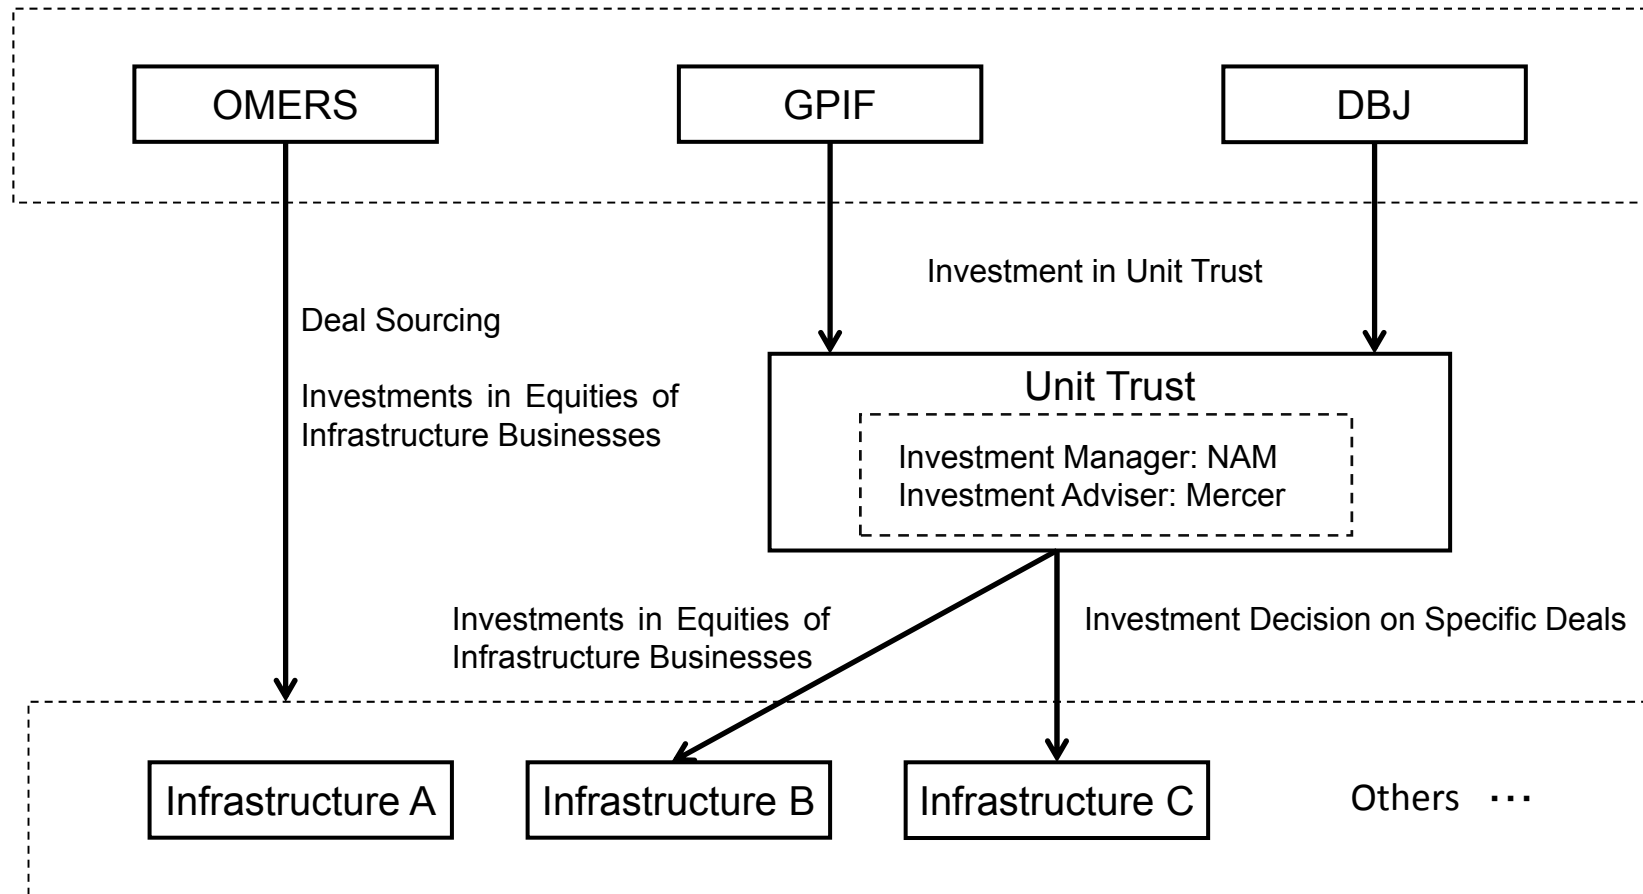 OMERS
GPIF
DBJ
Investment in Unit Trust
Deal Sourcing
Investments in Equities of
Infrastructure Businesses
Unit Trust
Investment Manager: NAM
Investment Adviser: Mercer
Investments in Equities of
Infrastructure Businesses
Investment Decision on Specific Deals
Infrastructure A
Infrastructure B
Infrastructure C
Others ···